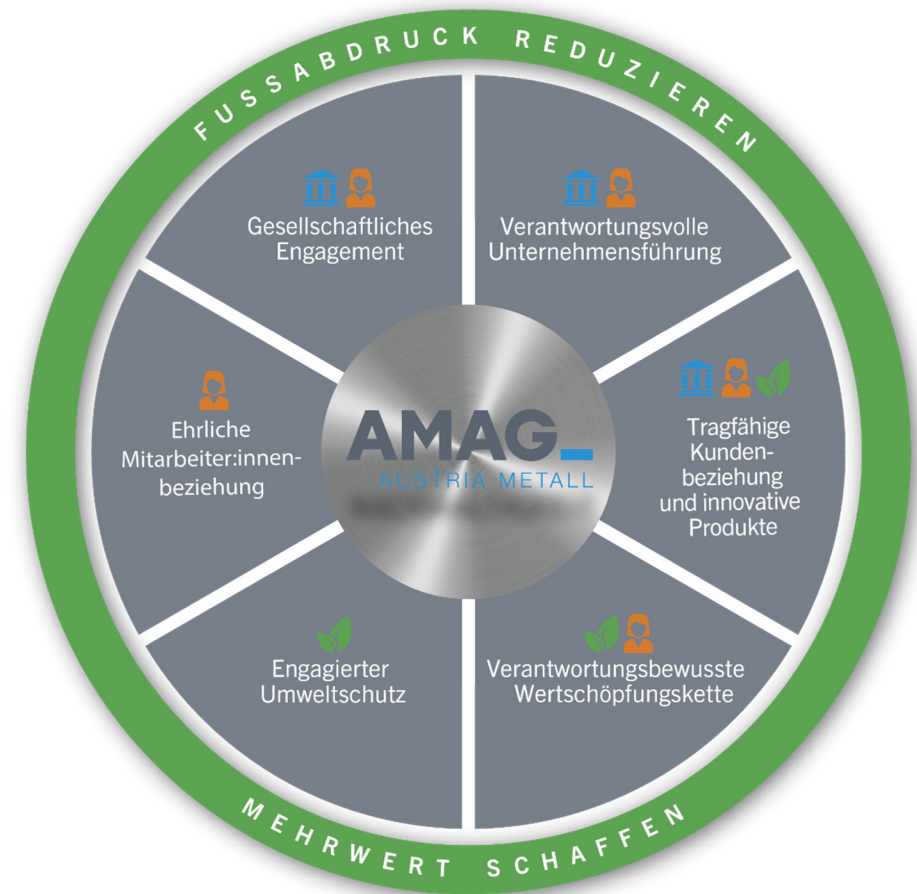 FUSSABDRUCK REDUZIEREN
Gesellschaftliches
Engagement
Verantwortungsvolle
Unternehmensführung
Ehrliche
Mitarbeiter:innen-
beziehung
AMAG_
AUSTRIA METALL
Tragfähige
Kunden-
beziehung
und innovative
Produkte
Engagierter
Umweltschutz
Verantwortungsbewusste
Wertschöpfungskette
MEHRWERT SCHAFFEN